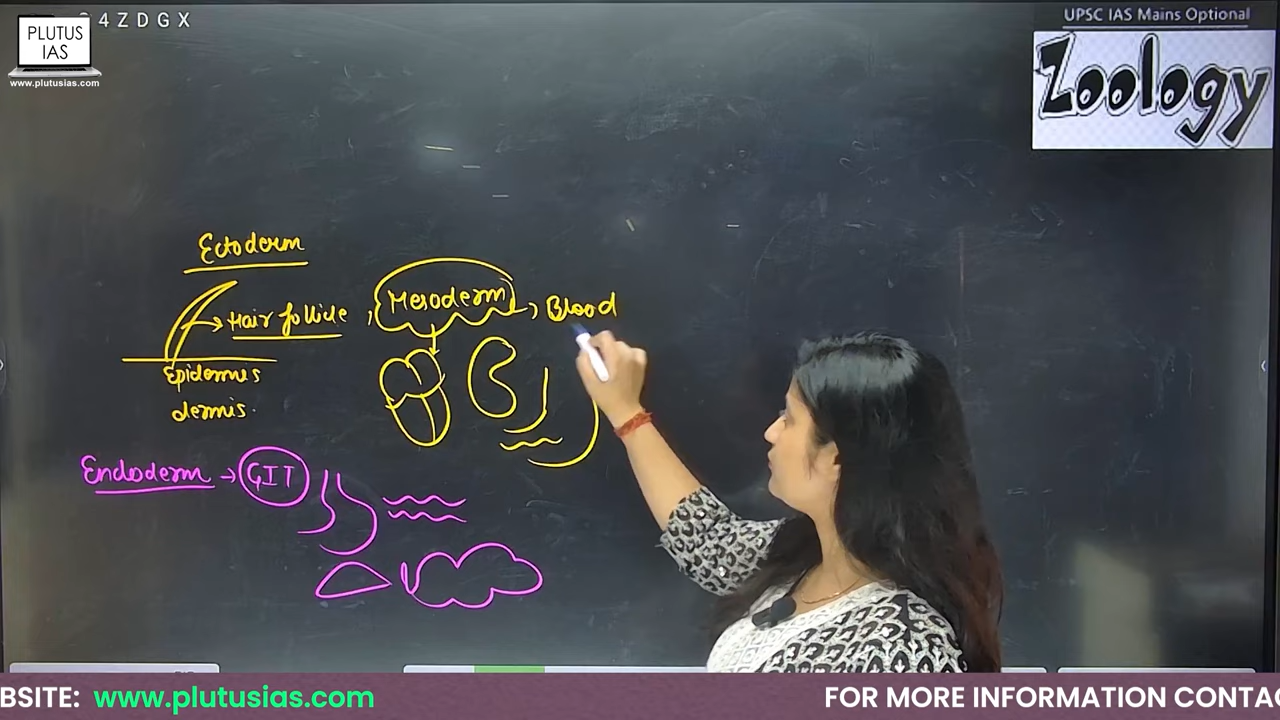 4ZDGX
PLUTUS
IAS
www.plutusias.com
UPSC IAS Mains Optional
Zoology
Ectoderm
Hair follicle
Mesoderm → Blood
Epidermis
dermis.
Endoderm → GIT
BSITE: www.plutusias.com
FOR MORE INFORMATION CONTAC